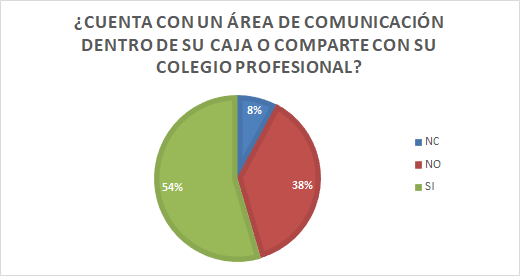 ¿CUENTA CON UN ÁREA DE COMUNICACIÓN
DENTRO DE SU CAJA O COMPARTE CON SU
COLEGIO PROFESIONAL?
8%
38%
54%
NC
NO
SI